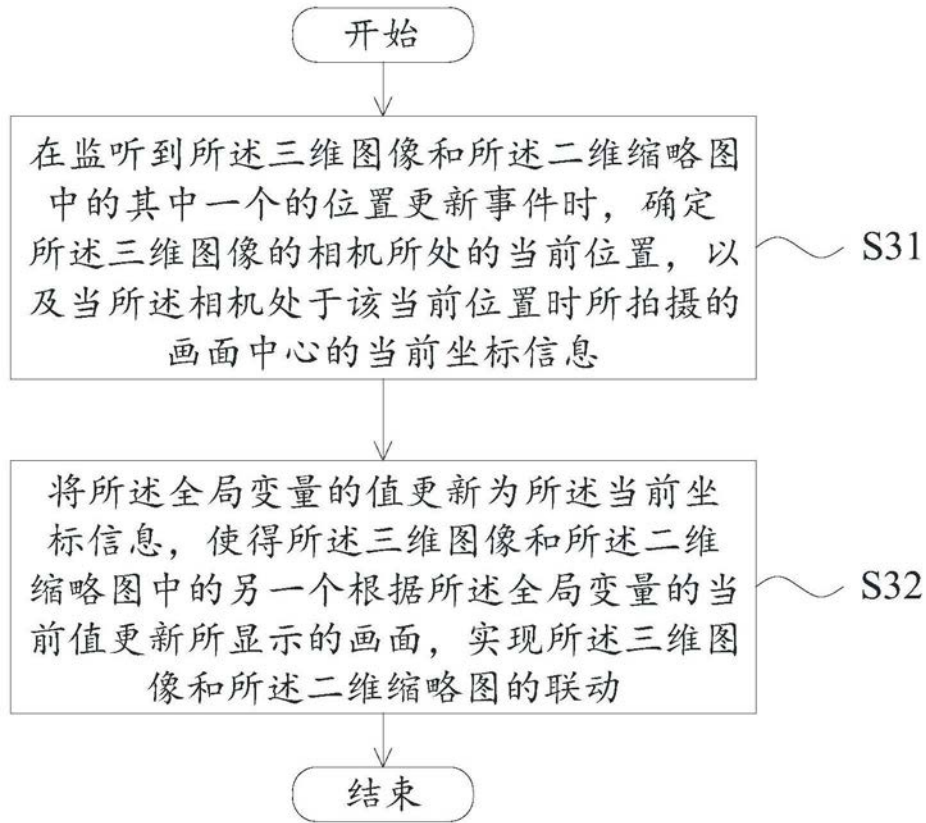 开始
在监听到所述三维图像和所述二维缩略图
中的其中一个的位置更新事件时，确定
所述三维图像的相机所处的当前位置，以
及当所述相机处于该当前位置时所拍摄的
画面中心的当前坐标信息
S31
将所述全局变量的值更新为所述当前坐
标信息，使得所述三维图像和所述二维
缩略图中的另一个根据所述全局变量的当
前值更新所显示的画面，实现所述三维图
像和所述二维缩略图的联动
S32
结束